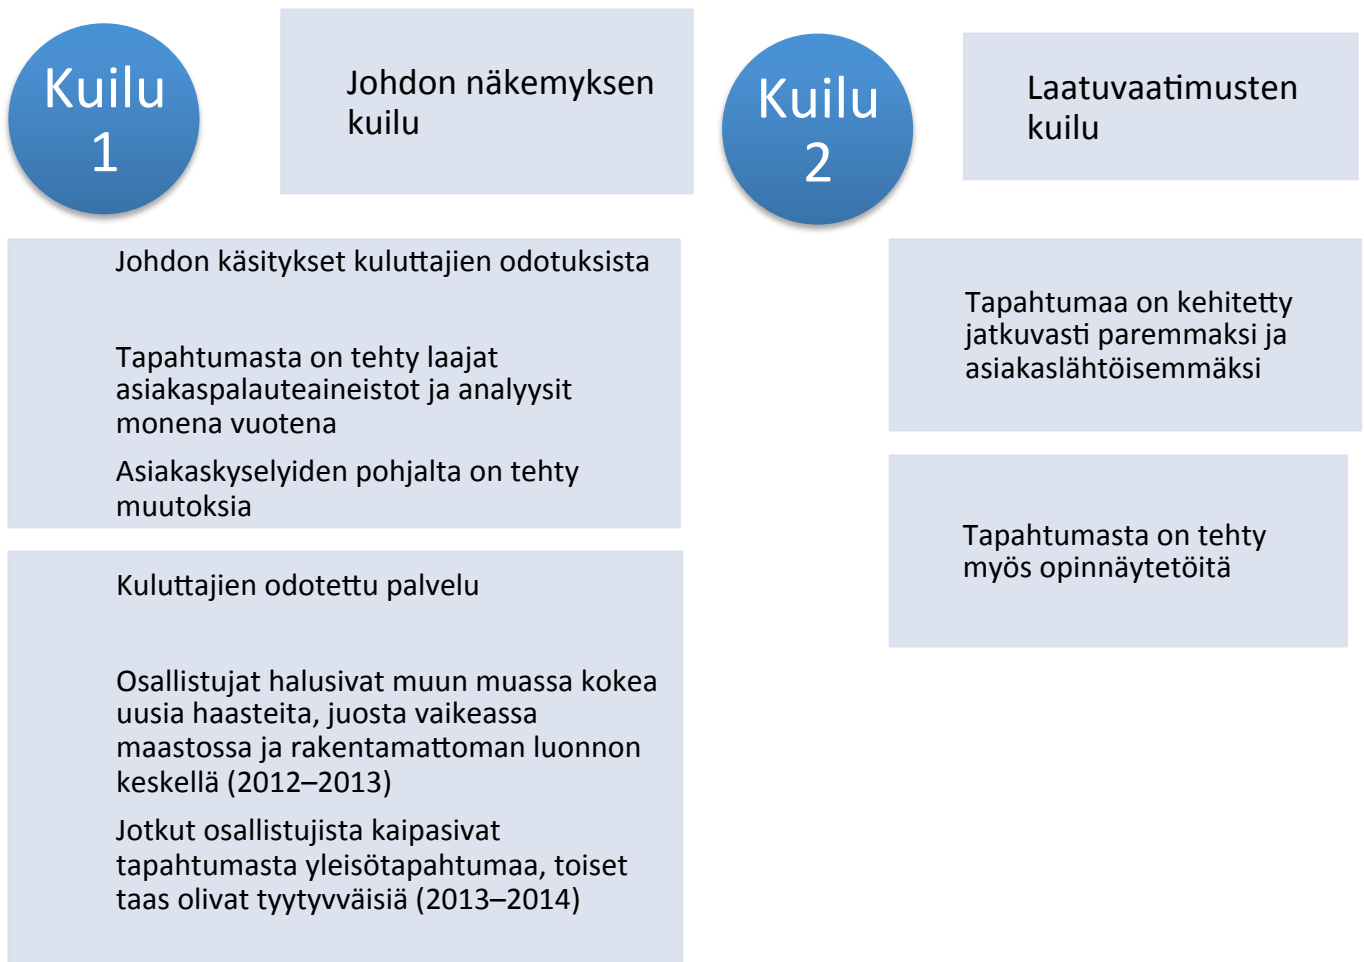 Kuilu
1
Johdon näkemyksen
kuilu
Johdon käsitykset kuluttajien odotuksista
Tapahtumasta on tehty laajat
asiakaspalauteaineistot ja analyysit
monena vuotena
Asiakaskyselyiden pohjalta on tehty
muutoksia
Kuluttajien odotettu palvelu
Osallistujat halusivat muun muassa kokea
uusia haasteita, juosta vaikeassa
maastossa ja rakentamattoman luonnon
keskellä (2012–2013)
Jotkut osallistujista kaipasivat
tapahtumasta yleisötapahtumaa, toiset
taas olivat tyytyvväisiä (2013–2014)
Kuilu
2
Laatuvaatimusten
kuilu
Tapahtumaa on kehitetty
jatkuvasti paremmaksi ja
asiakaslähtöisemmäksi
Tapahtumasta on tehty
myös opinnäytetöitä